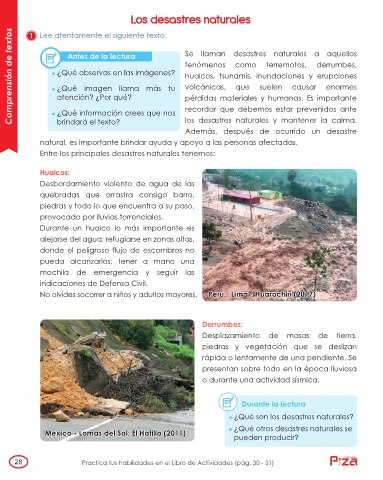 Los desastres naturales
Comprensión de textos
1 Lee atentamente el siguiente texto.
Antes de la lectura
¿Qué observas en las imágenes?
¿Qué imagen llama más tu
atención? ¿Por qué?
¿Qué información crees que nos
brindará el texto?
Se llaman desastres naturales a aquellos
fenómenos como terremotos, derrumbes,
huaicos, tsunamis, inundaciones y erupciones
volcánicas, que suelen causar enormes
pérdidas materiales y humanas. Es importante
recordar que debemos estar prevenidos ante
los desastres naturales y mantener la calma.
Además, después de ocurrido un desastre
natural, es importante brindar ayuda y apoyo a las personas afectadas.
Entre los principales desastres naturales tenemos:
Huaicos:
Desbordamiento violento de agua de las
quebradas que arrastra consigo barro,
piedras y todo lo que encuentra a su paso,
provocado por lluvias torrenciales.
Durante un huaico lo más importante es
alejarse del agua; refugiarse en zonas altas,
donde el peligroso flujo de escombros no
pueda alcanzarlos; tener a mano una
mochila de emergencia y seguir las
indicaciones de Defensa Civil.
No olvides socorrer a niños y adultos mayores.
Perú - Lima: Huarochirí (2017)
Derrumbes:
Desplazamiento de masas de tierra,
piedras y vegetación que se deslizan
rápida o lentamente de una pendiente. Se
presentan sobre todo en la época lluviosa
o durante una actividad sísmica.
Mexico - Lomas del Sol: El Hatillo (2011)
Durante la lectura
¿Qué son los desastres naturales?
¿Qué otros desastres naturales se
pueden producir?
28
Practica tus habilidades en el Libro de Actividades (pág. 30 - 31)
PIZA